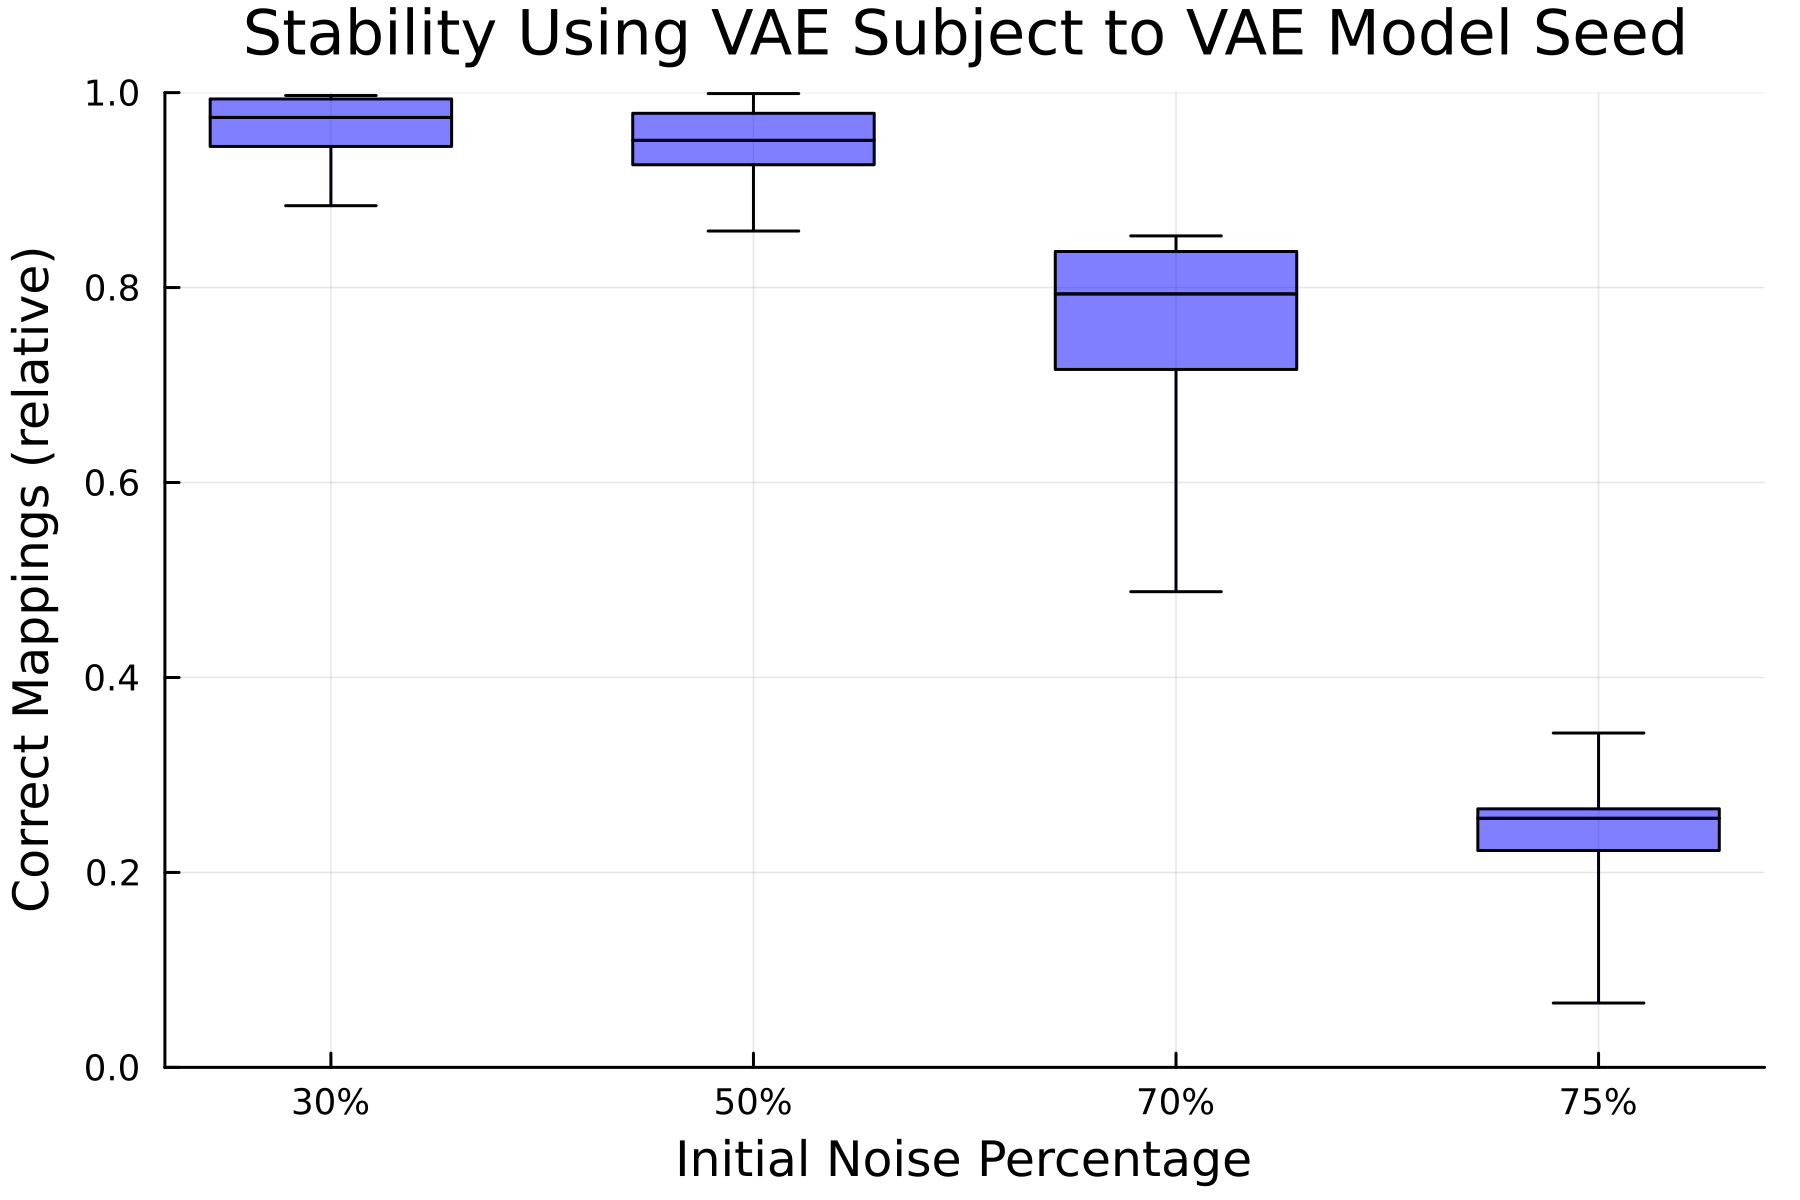 Stability Using VAE Subject to VAE Model Seed
Correct Mappings (relative)
1.0
0.8
0.6
0.4
0.2
0.0
30% 50% 70% 75%
Initial Noise Percentage